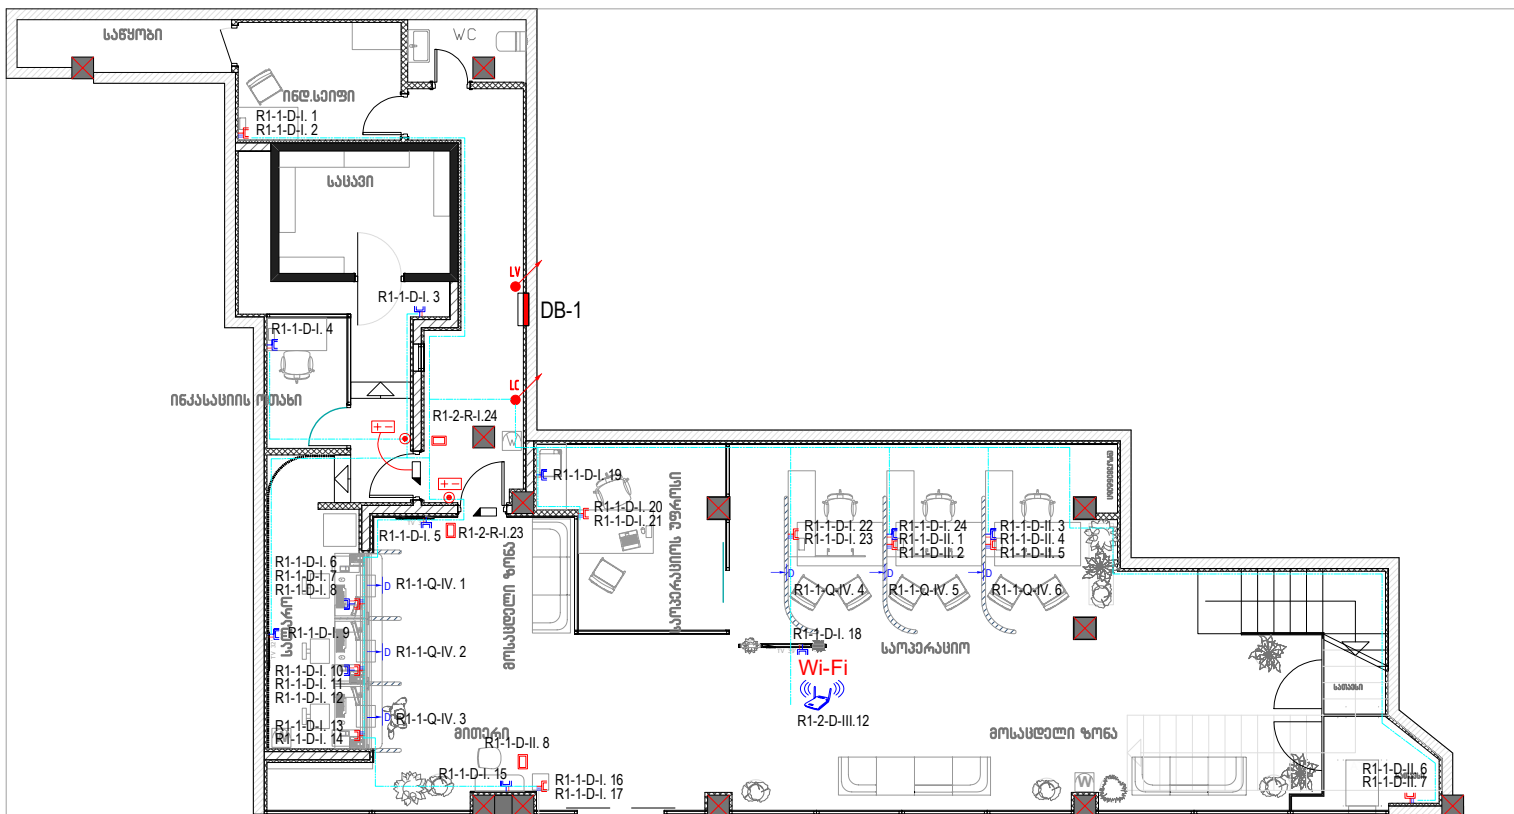 საწყობი
WC
ინდ.სეიფი
R1-1-D-I. 1
R1-1-D-I. 2
საცავი
LV
R1-1-D-I. 3
DB-1
R1-1-D-I. 4
LC
ინკასაციის ოთახი
R1-2-R-I.24
W
R1-1-D-I. 19
R1-1-D-I. 20
R1-1-D-I. 21
საოპერაციოს უფროსი
R1-1-D-I. 22
R1-1-D-I. 23
R1-1-D-I. 24
R1-1-D-II. 1
R1-1-D-II. 2
R1-1-D-II. 3
R1-1-D-II. 4
R1-1-D-II. 5
R1-1-D-I. 5
R1-2-R-I.23
მოსაცდელი ზონა
R1-1-D-I. 6
R1-1-D-I. 7
R1-1-D-I. 8
D
R1-1-Q-IV. 1
D
D
D
R1-1-Q-IV. 4
R1-1-Q-IV. 5
R1-1-Q-IV. 6
სალარო
R1-1-D-I. 9
D
R1-1-Q-IV. 2
R1-1-D-I. 18
საოპერაციო
Wi-Fi
R1-1-D-I. 10
R1-1-D-I. 11
R1-1-D-I. 12
R1-2-D-III.12
D
R1-1-Q-IV. 3
R1-1-D-I. 13
R1-1-D-I. 14
მიმღები
მოსაცდელი ზონა
R1-1-D-II. 8
R1-1-D-I. 15
R1-1-D-I. 16
R1-1-D-I. 17
W
R1-1-D-II. 6
R1-1-D-II. 7